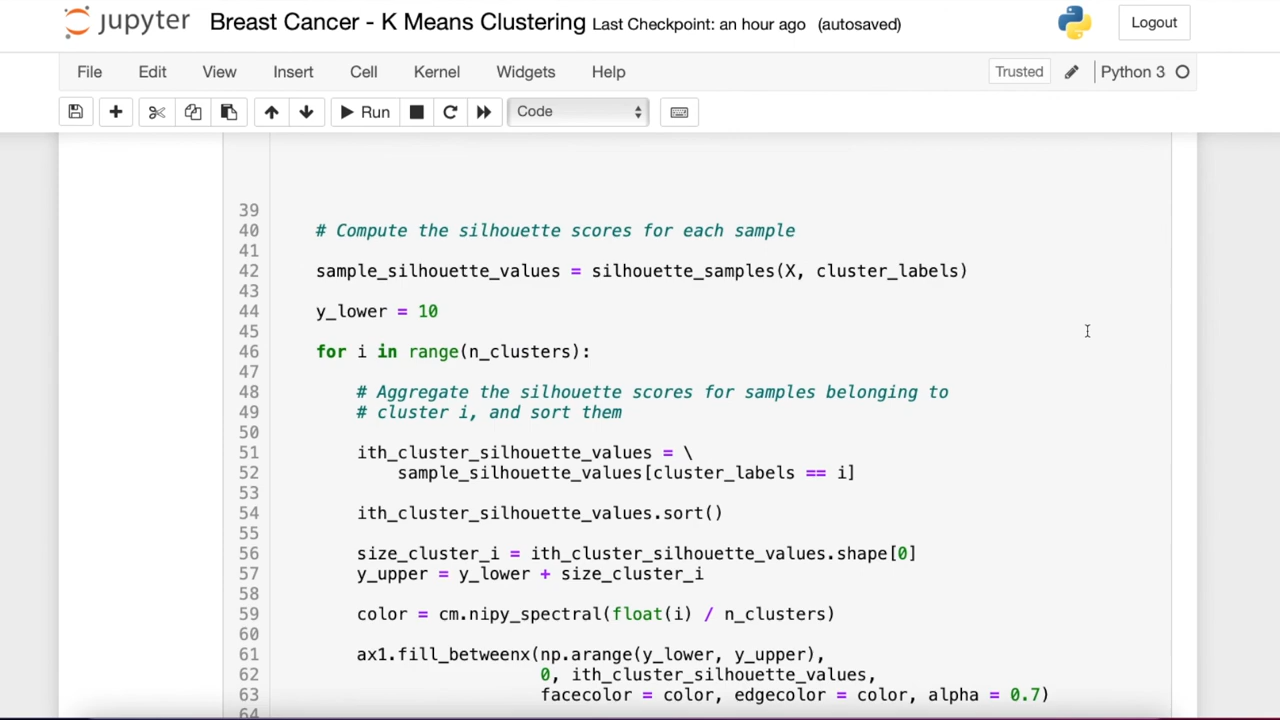 jupyter Breast Cancer - K Means Clustering Last Checkpoint: an hour ago (autosaved) Logout
File Edit View Insert Cell Kernel Widgets Help Trusted Python 3
Run Code
39
40 # Compute the silhouette scores for each sample
41
42 sample_silhouette_values = silhouette_samples(X, cluster_labels)
43
44 y_lower = 10
45
46 for i in range(n_clusters):
47
48 # Aggregate the silhouette scores for samples belonging to
49 # cluster i, and sort them
50
51 ith_cluster_silhouette_values = \
52 sample_silhouette_values[cluster_labels == i]
53
54 ith_cluster_silhouette_values.sort()
55
56 size_cluster_i = ith_cluster_silhouette_values.shape[0]
57 y_upper = y_lower + size_cluster_i
58
59 color = cm.nipy_spectral(float(i) / n_clusters)
60
61 ax1.fill_betweenx(np.arange(y_lower, y_upper),
62 0, ith_cluster_silhouette_values,
63 facecolor = color, edgecolor = color, alpha = 0.7)
64